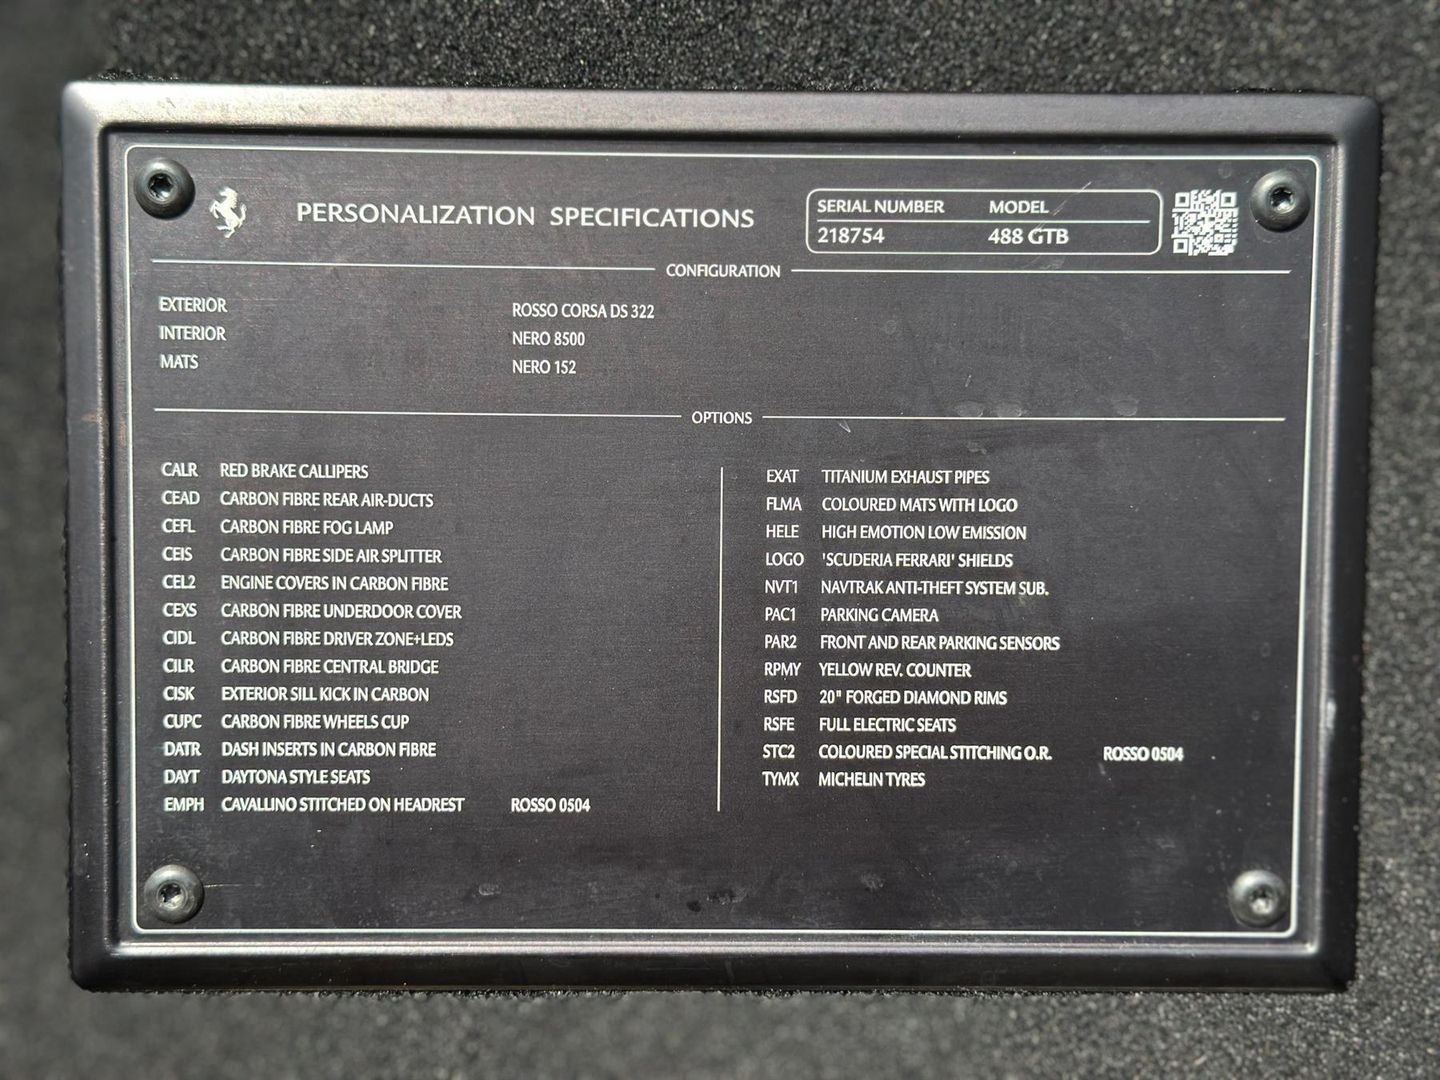 PERSONALIZATION SPECIFICATIONS
SERIAL NUMBER MODEL
218754 488 GTB
CONFIGURATION
EXTERIOR ROSSO CORSA DS 322
INTERIOR NERO 8500
MATS NERO 152
OPTIONS
CALR RED BRAKE CALLIPERS
CEAD CARBON FIBRE REAR AIR-DUCTS
CEFL CARBON FIBRE FOG LAMP
CEIS CARBON FIBRE SIDE AIR SPLITTER
CEL2 ENGINE COVERS IN CARBON FIBRE
CEXS CARBON FIBRE UNDERDOOR COVER
CIDL CARBON FIBRE DRIVER ZONE+LEDS
CILR CARBON FIBRE CENTRAL BRIDGE
CISK EXTERIOR SILL KICK IN CARBON
CUPC CARBON FIBRE WHEELS CUP
DATR DASH INSERTS IN CARBON FIBRE
DAYT DAYTONA STYLE SEATS
EMPH CAVALLINO STITCHED ON HEADREST ROSSO 0504
EXAT TITANIUM EXHAUST PIPES
FLMA COLOURED MATS WITH LOGO
HELE HIGH EMOTION LOW EMISSION
LOGO 'SCUDERIA FERRARI' SHIELDS
NVT1 NAVTRAK ANTI-THEFT SYSTEM SUB.
PAC1 PARKING CAMERA
PAR2 FRONT AND REAR PARKING SENSORS
RPMY YELLOW REV. COUNTER
RSFD 20" FORGED DIAMOND RIMS
RSFE FULL ELECTRIC SEATS
STC2 COLOURED SPECIAL STITCHING O.R. ROSSO 0504
TYMX MICHELIN TYRES